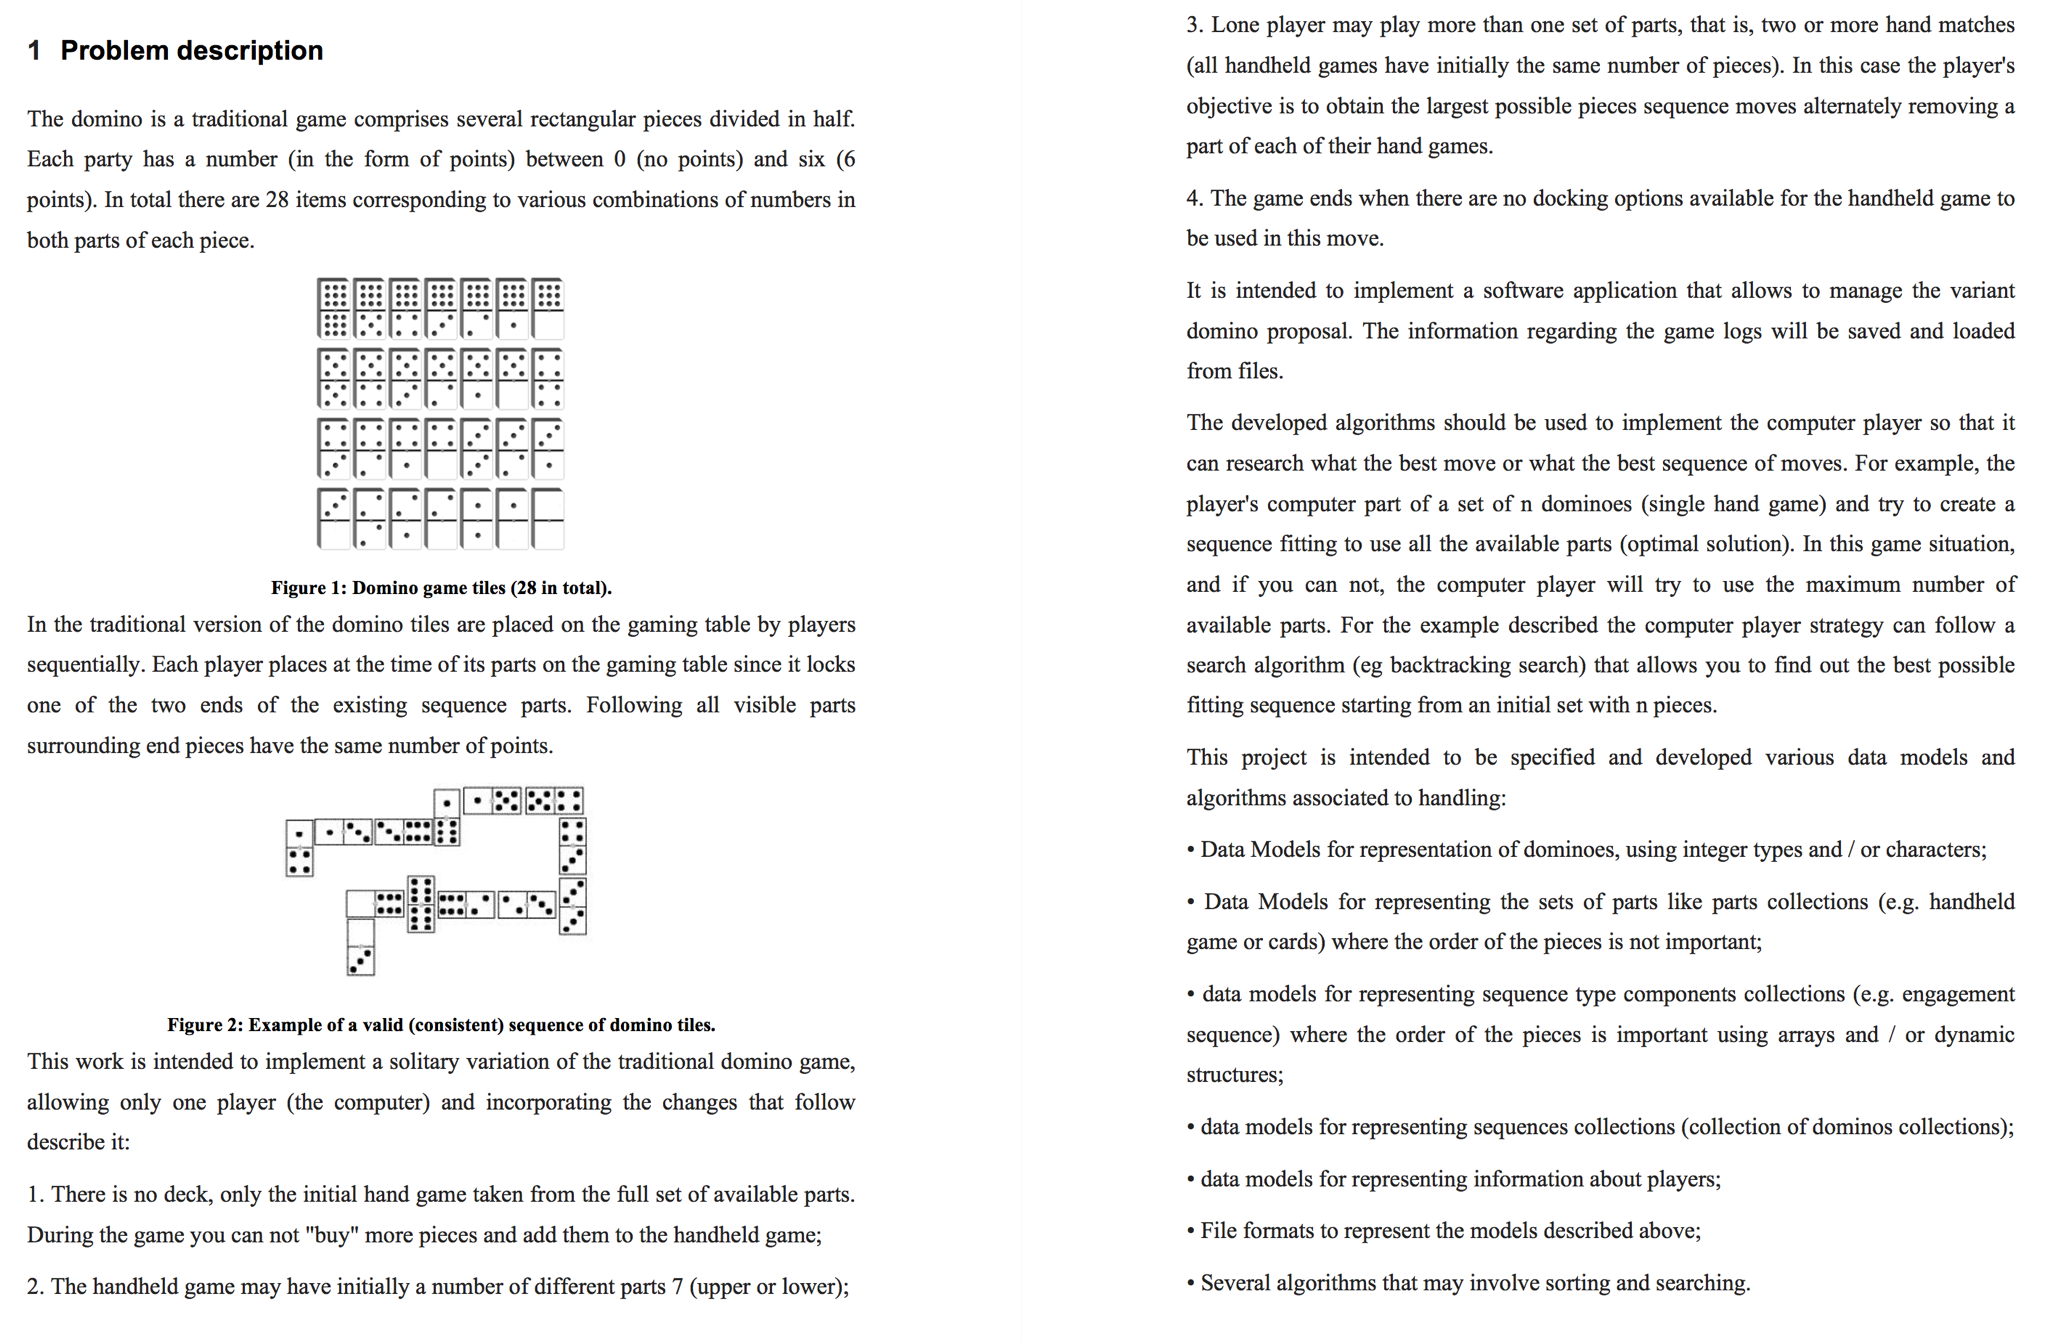 1 Problem description
The domino is a traditional game comprises several rectangular pieces divided in half.
Each party has a number (in the form of points) between 0 (no points) and six (6
points). In total there are 28 items corresponding to various combinations of numbers in
both parts of each piece.
Figure 1: Domino game tiles (28 in total).
In the traditional version of the domino tiles are placed on the gaming table by players
sequentially. Each player places at the time of its parts on the gaming table since it locks
one of the two ends of the existing sequence parts. Following all visible parts
surrounding end pieces have the same number of points.
Figure 2: Example of a valid (consistent) sequence of domino tiles.
This work is intended to implement a solitary variation of the traditional domino game,
allowing only one player (the computer) and incorporating the changes that follow
describe it:
1. There is no deck, only the initial hand game taken from the full set of available parts.
During the game you can not "buy" more pieces and add them to the handheld game;
2. The handheld game may have initially a number of different parts 7 (upper or lower);
3. Lone player may play more than one set of parts, that is, two or more hand matches
(all handheld games have initially the same number of pieces). In this case the player's
objective is to obtain the largest possible pieces sequence moves alternately removing a
part of each of their hand games.
4. The game ends when there are no docking options available for the handheld game to
be used in this move.
It is intended to implement a software application that allows to manage the variant
domino proposal. The information regarding the game logs will be saved and loaded
from files.
The developed algorithms should be used to implement the computer player so that it
can research what the best move or what the best sequence of moves. For example, the
player's computer part of a set of n dominoes (single hand game) and try to create a
sequence fitting to use all the available parts (optimal solution). In this game situation,
and if you can not, the computer player will try to use the maximum number of
available parts. For the example described the computer player strategy can follow a
search algorithm (eg backtracking search) that allows you to find out the best possible
fitting sequence starting from an initial set with n pieces.
This project is intended to be specified and developed various data models and
algorithms associated to handling:
• Data Models for representation of dominoes, using integer types and / or characters;
• Data Models for representing the sets of parts like parts collections (e.g. handheld
game or cards) where the order of the pieces is not important;
• data models for representing sequence type components collections (e.g. engagement
sequence) where the order of the pieces is important using arrays and / or dynamic
structures;
• data models for representing sequences collections (collection of dominos collections);
• data models for representing information about players;
• File formats to represent the models described above;
• Several algorithms that may involve sorting and searching.